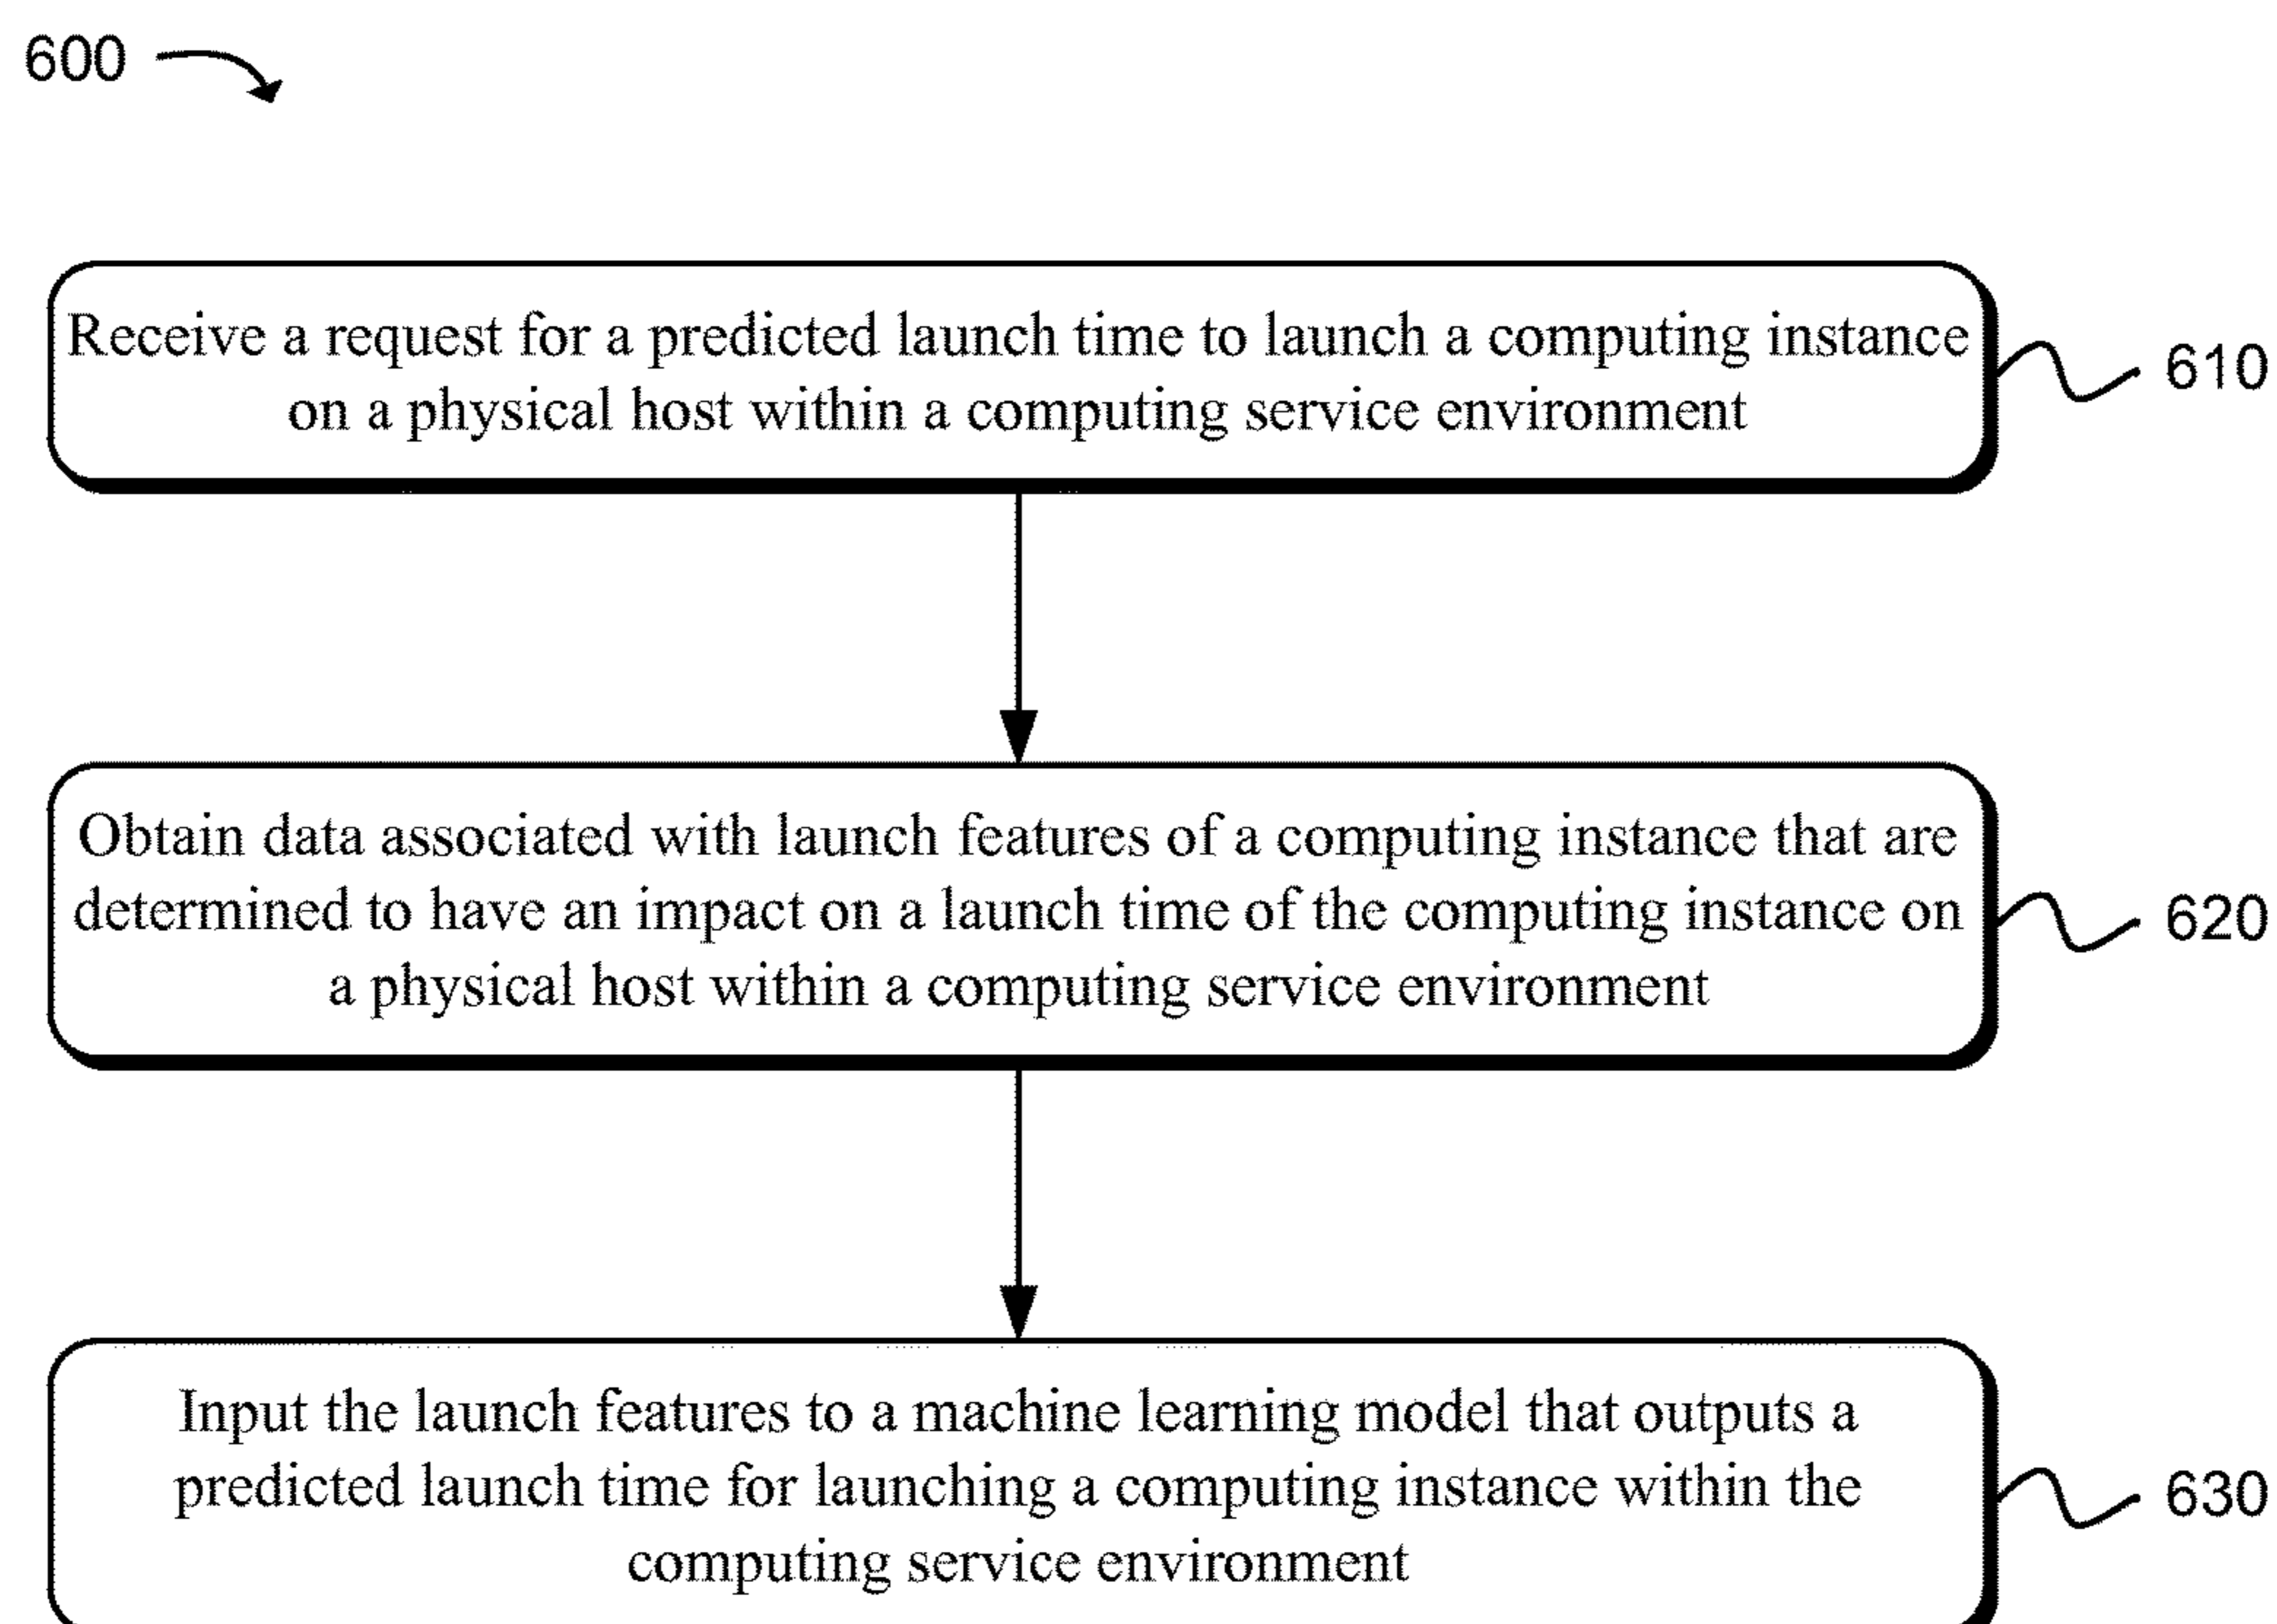 600
Receive a request for a predicted launch time to launch a computing instance
on a physical host within a computing service environment
610
Obtain data associated with launch features of a computing instance that are
determined to have an impact on a launch time of the computing instance on
a physical host within a computing service environment
620
Input the launch features to a machine learning model that outputs a
predicted launch time for launching a computing instance within the
computing service environment
630